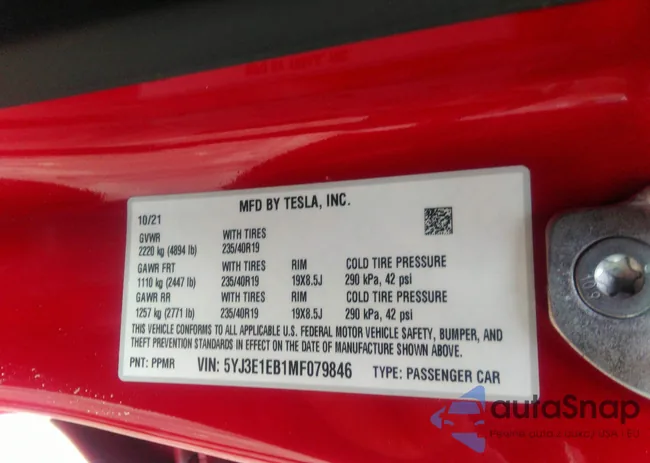 MFD BY TESLA, INC.
10/21
GVWR WITH TIRES
2220 kg (4894 lb) 235/40R19
GAWR FRT WITH TIRES RIM COLD TIRE PRESSURE
1110 kg (2447 lb) 235/40R19 19X8.5J 290 kPa, 42 psi
GAWR RR WITH TIRES RIM COLD TIRE PRESSURE
1257 kg (2771 lb) 235/40R19 19X8.5J 290 kPa, 42 psi
THIS VEHICLE CONFORMS TO ALL APPLICABLE U.S. FEDERAL MOTOR VEHICLE SAFETY, BUMPER, AND
THEFT PREVENTION STANDARDS IN EFFECT ON THE DATE OF MANUFACTURE SHOWN ABOVE.
PNT: PPMR VIN: 5YJ3E1EB1MF079846 TYPE: PASSENGER CAR
autoSnap